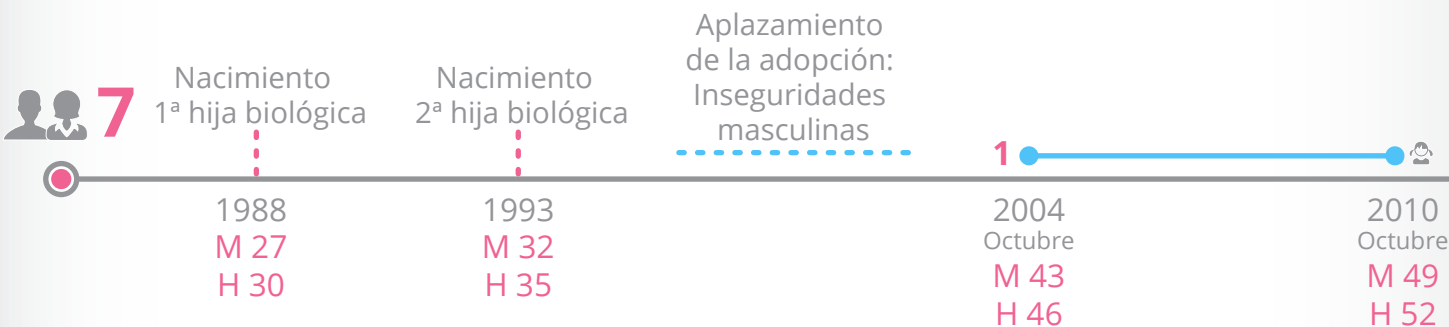 7
Nacimiento
1ª hija biológica
Nacimiento
2ª hija biológica
Aplazamiento
de la adopción:
Inseguridades
masculinas
1
1988
M 27
H 30
1993
M 32
H 35
2004
Octubre
M 43
H 46
2010
Octubre
M 49
H 52